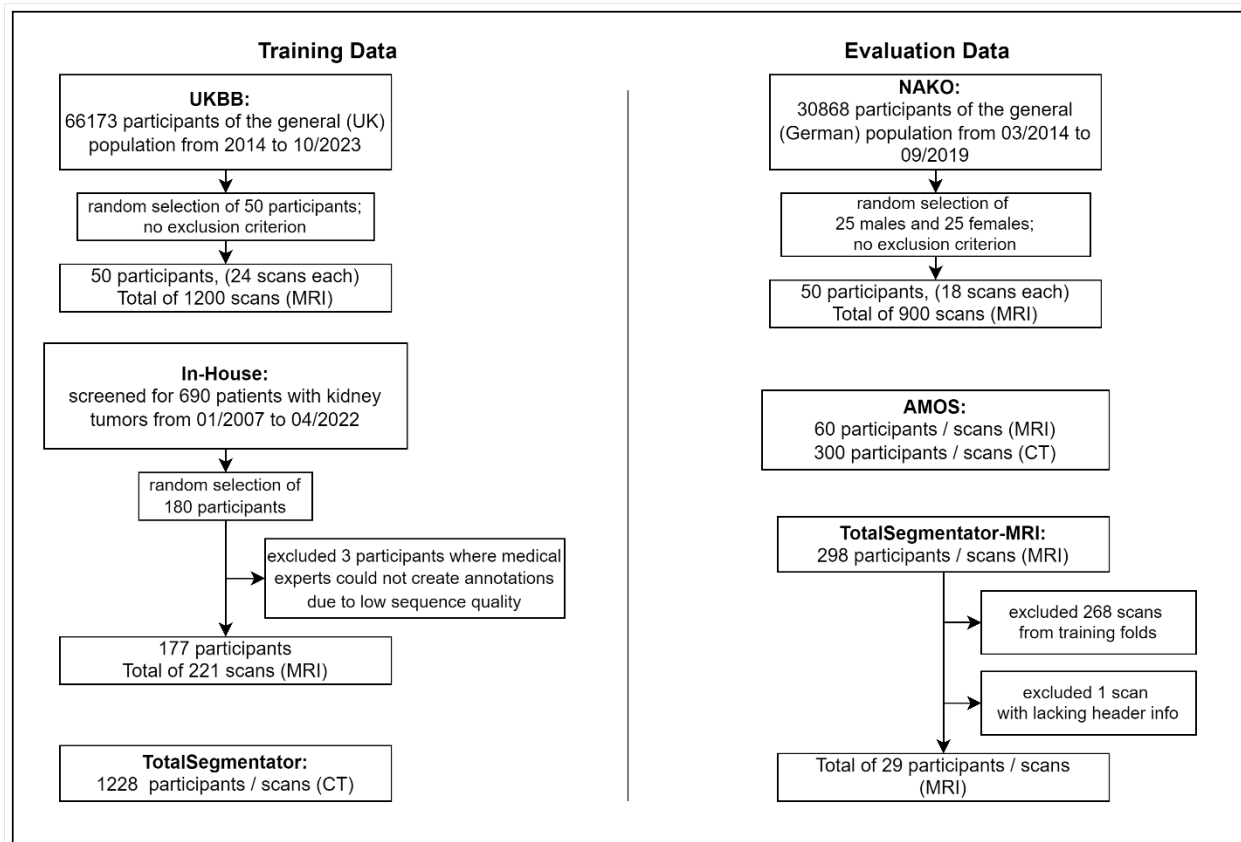 Training Data
UKBB:
66173 participants of the general (UK)
population from 2014 to 10/2023
random selection of 50 participants;
no exclusion criterion
50 participants, (24 scans each)
Total of 1200 scans (MRI)
In-House:
screened for 690 patients with kidney
tumors from 01/2007 to 04/2022
random selection of
180 participants
excluded 3 participants where medical
experts could not create annotations
due to low sequence quality
177 participants
Total of 221 scans (MRI)
TotalSegmentator:
1228 participants / scans (CT)
Evaluation Data
NAKO:
30868 participants of the general
(German) population from 03/2014 to
09/2019
random selection of
25 males and 25 females;
no exclusion criterion
50 participants, (18 scans each)
Total of 900 scans (MRI)
AMOS:
60 participants / scans (MRI)
300 participants / scans (CT)
TotalSegmentator-MRI:
298 participants / scans (MRI)
excluded 268 scans
from training folds
excluded 1 scan
with lacking header info
Total of 29 participants / scans
(MRI)